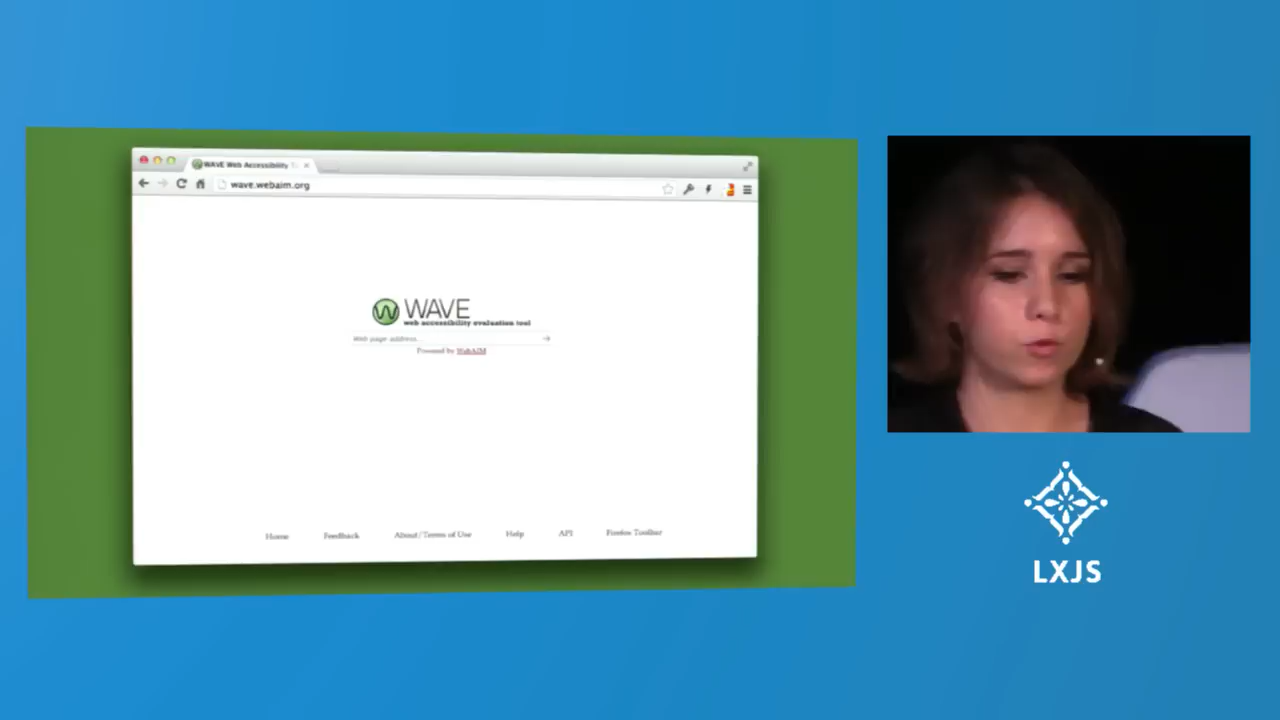 WAVE Web Accessibility T
wave.webaim.org
WAVE
web accessibility evaluation tool
Web page address...
Powered by WebAIM
Home Feedback About/Terms of Use Help API Firefox Toolbar
LXJS